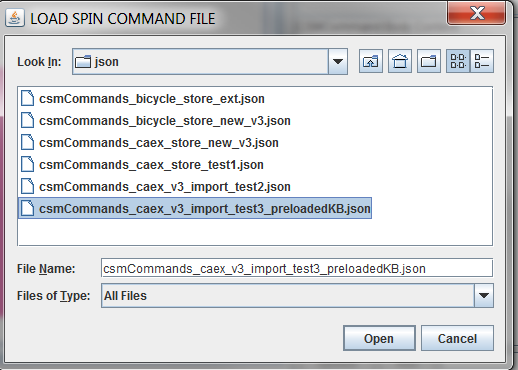 LOAD SPIN COMMAND FILE
Look In:
json
csmCommands_bicycle_store_ext.json
csmCommands_bicycle_store_new_v3.json
csmCommands_caex_store_new_v3.json
csmCommands_caex_store_test1.json
csmCommands_caex_v3_import_test2.json
csmCommands_caex_v3_import_test3_preloadedKB.json
File Name: csmCommands_caex_v3_import_test3_preloadedKB.json
Files of Type: All Files
Open Cancel